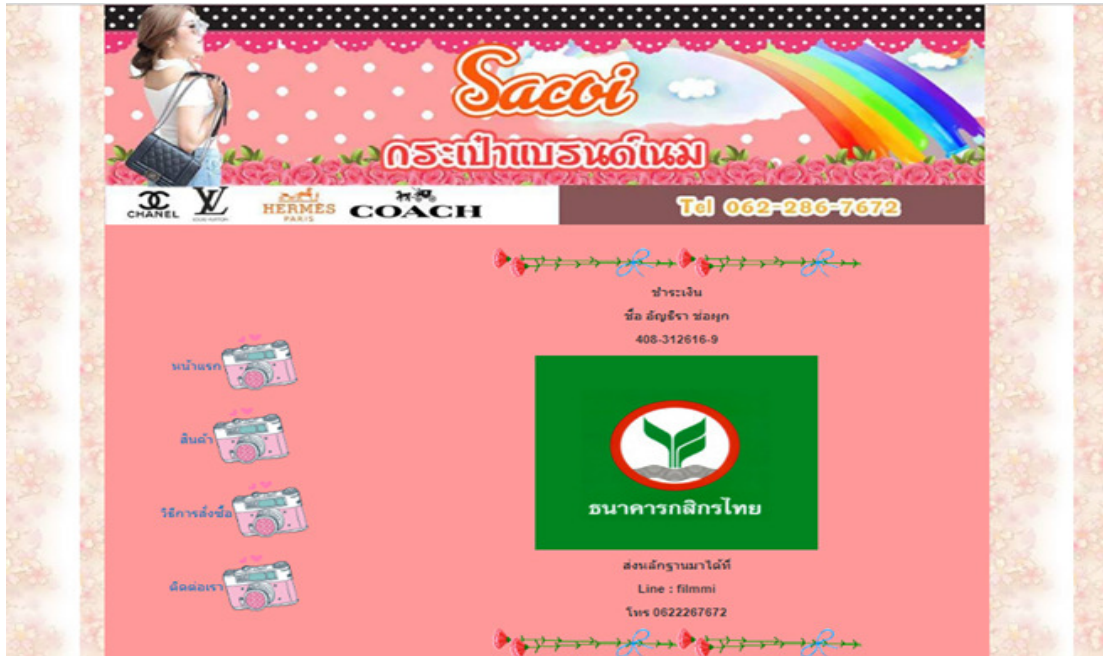 Sacoi
กระเป๋าแบรนด์เนม
CHANEL
LOUIS VUITTON
HERMES
PARIS
COACH
Tel 062-286-7672
ชำระเงิน
ชื่อ อัญธิรา ช่อผูก
408-312616-9
หน้าแรก
สินค้า
วิธีการสั่งซื้อ
ติดต่อเรา
ธนาคารกสิกรไทย
ส่งหลักฐานมาได้ที่
Line : filmmi
โทร 0622267672